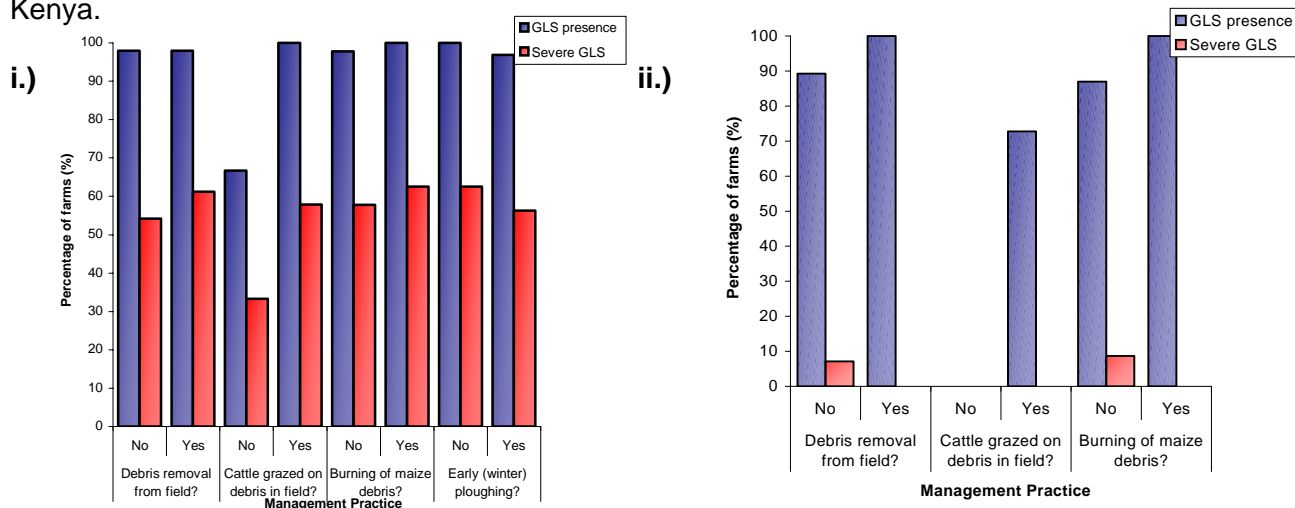 Kenya.
i.)
GLS presence
Severe GLS
Percentage of farms (%)
100
90
80
70
60
50
40
30
20
10
0
No Yes No Yes No Yes No Yes
Debris removal from field?
Cattle grazed on debris in field?
Burning of maize debris?
Early (winter) ploughing?
Management Practice
ii.)
GLS presence
Severe GLS
Percentage of farms (%)
100
90
80
70
60
50
40
30
20
10
0
No Yes No Yes No Yes
Debris removal from field?
Cattle grazed on debris in field?
Burning of maize debris?
Management Practice